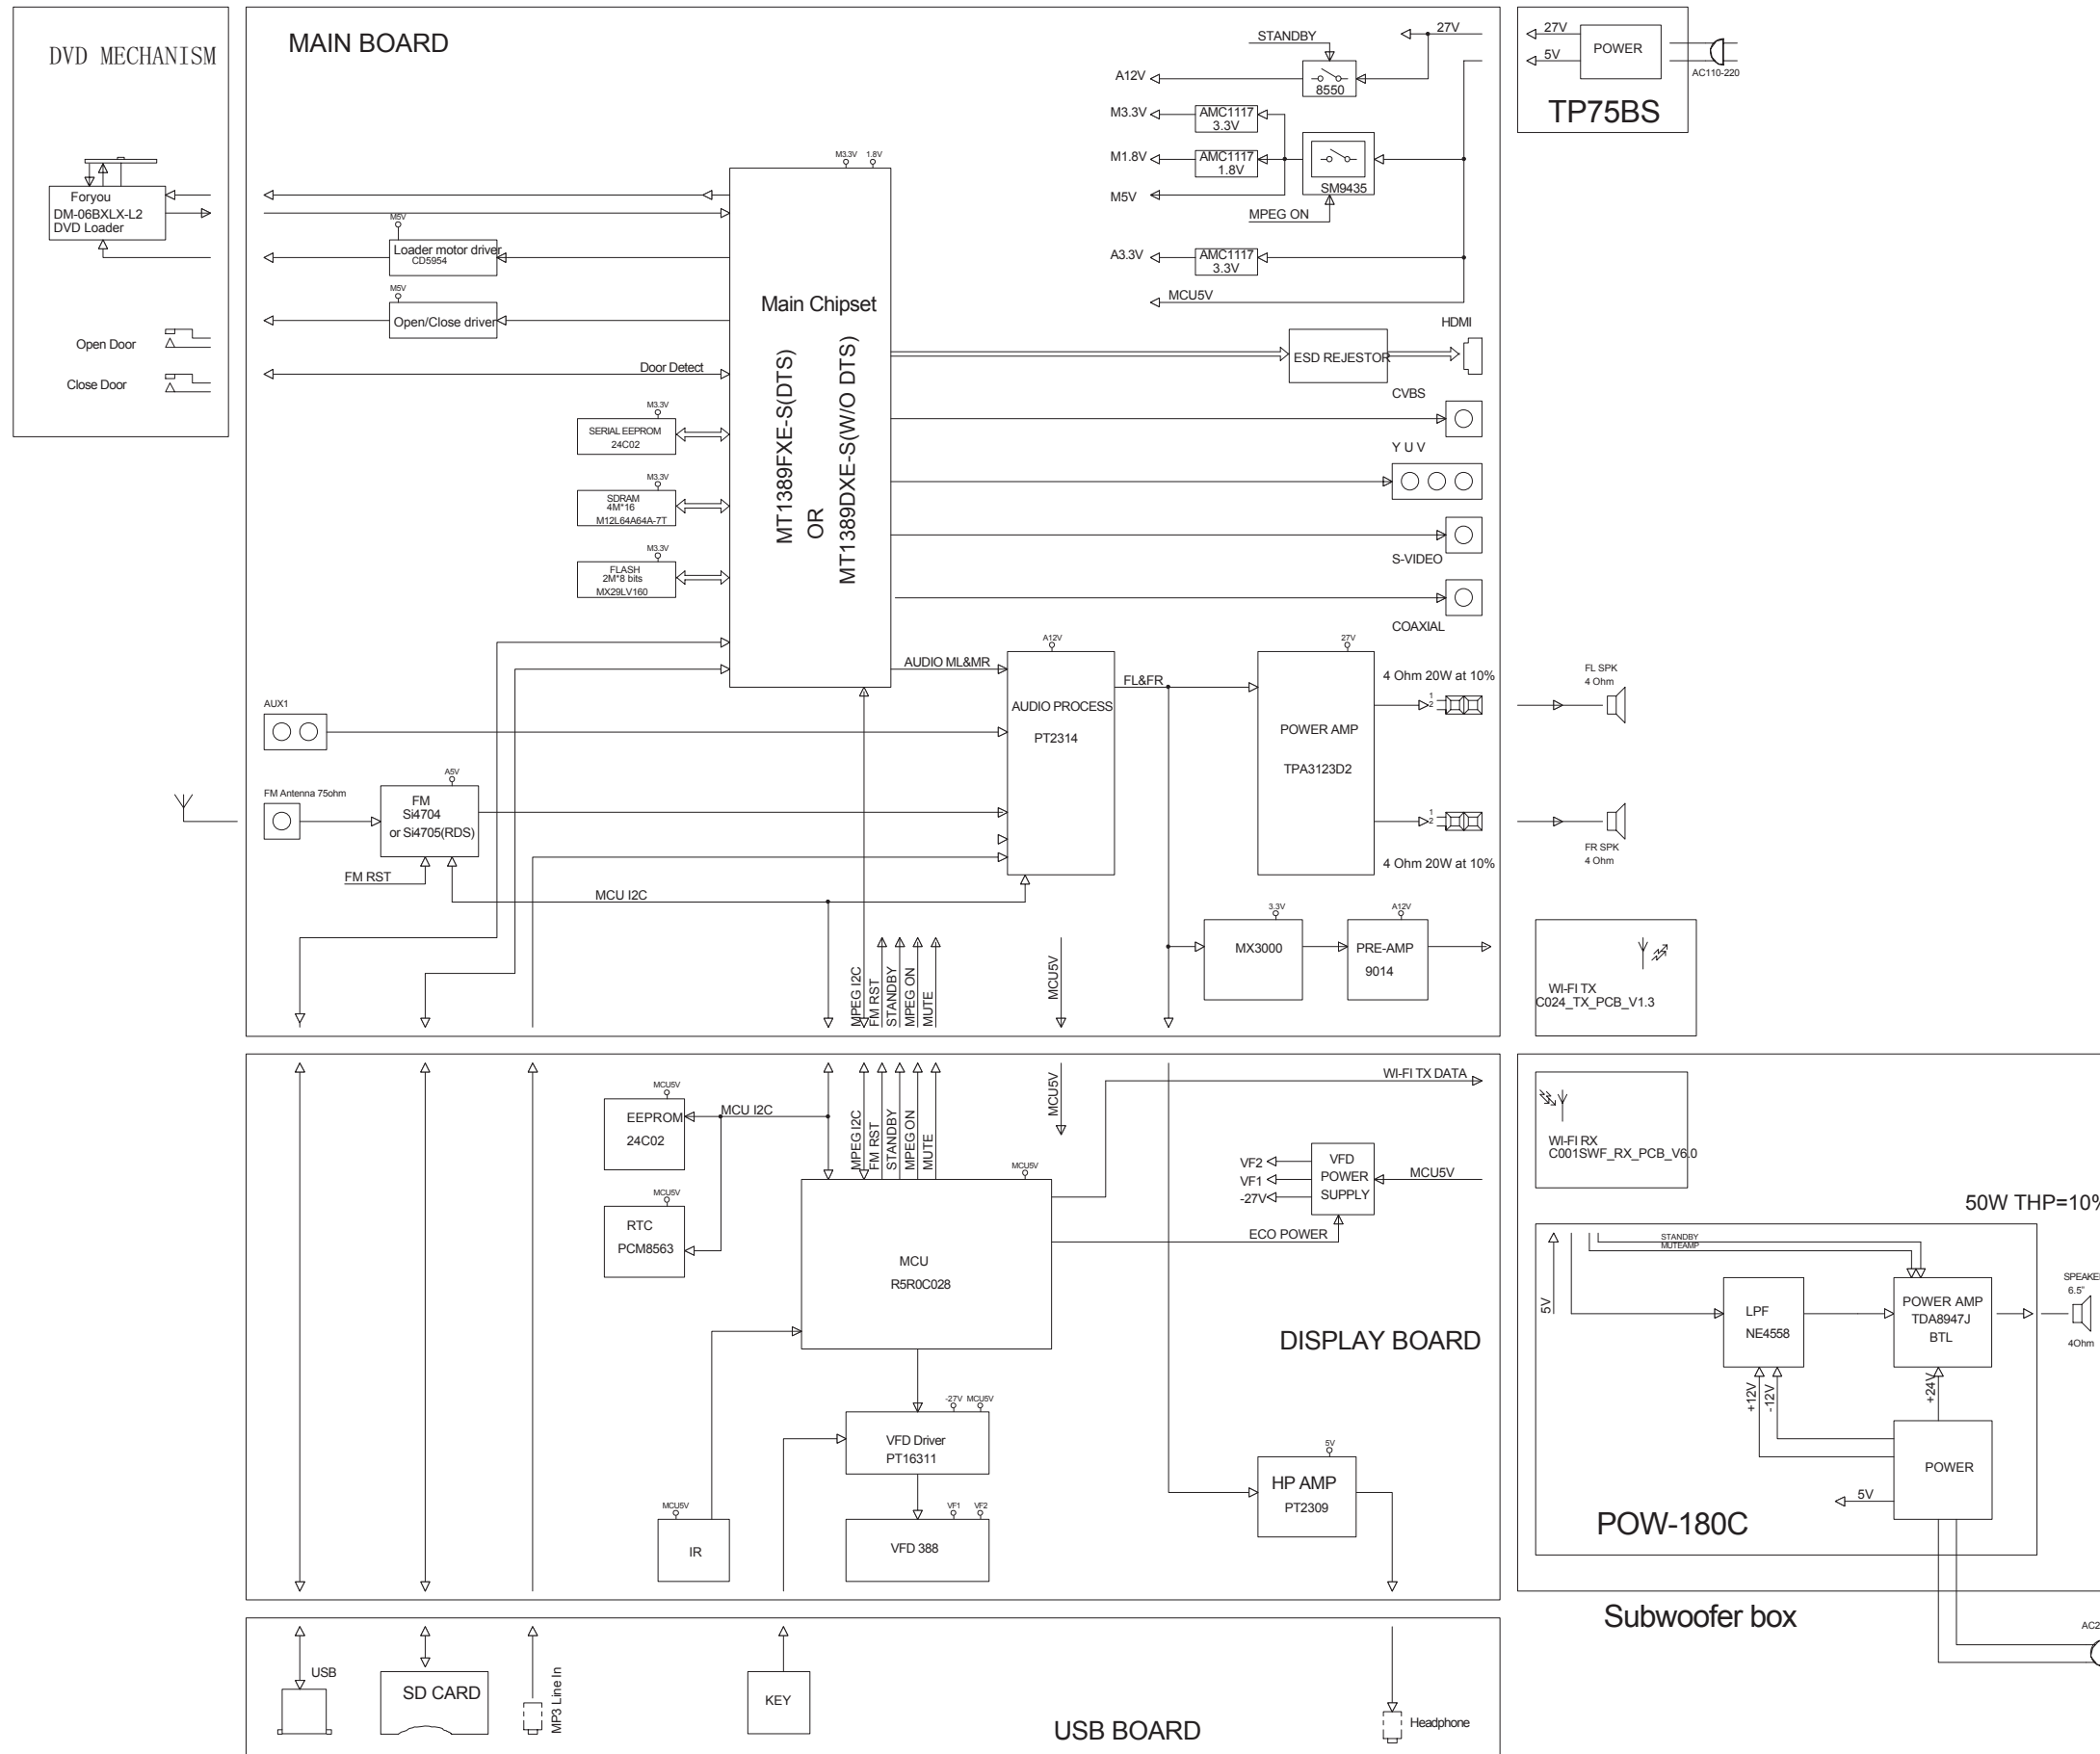 DVD MECHANISM
Foryou
DM-06BXLX-L2
DVD Loader
Open Door
Close Door
MAIN BOARD
STANDBY
27V
A12V
8550
M3.3V
AMC1117
3.3V
M1.8V
AMC1117
1.8V
SM9435
M5V
MPEG ON
A3.3V
AMC1117
3.3V
MCU5V
27V
5V
POWER
AC110-220
TP75BS
M3.3V 1.8V
M5V
Loader motor driver
CD5954
M5V
Open/Close driver
Door Detect
Main Chipset
MT1389FXE-S(DTS)
OR
MT1389DXE-S(W/O DTS)
M3.3V
SERIAL EEPROM
24C02
M3.3V
SDRAM
4M*16
M12L64A64A-7T
M3.3V
FLASH
2M*8 bits
MX29LV160
HDMI
ESD REJESTOR
CVBS
Y U V
S-VIDEO
COAXIAL
AUDIO ML&MR
A12V
AUDIO PROCESS
PT2314
FL&FR
27V
POWER AMP
TPA3123D2
4 Ohm 20W at 10%
1
2
FL SPK
4 Ohm
1
2
4 Ohm 20W at 10%
FR SPK
4 Ohm
AUX1
FM Antenna 75ohm
A5V
FM
Si4704
or Si4705(RDS)
FM RST
MCU I2C
MPEG I2C
FM RST
STANDBY
MPEG ON
MUTE
MCU5V
3.3V
MX3000
A12V
PRE-AMP
9014
WI-FI TX
C024_TX_PCB_V1.3
MCU5V
EEPROM
24C02
MCU I2C
MCU5V
RTC
PCM8563
MPEG I2C
FM RST
STANDBY
MPEG ON
MUTE
MCU5V
MCU5V
WI-FI TX DATA
MCU
R5R0C028
VF2
VF1
-27V
VFD
POWER
SUPPLY
MCU5V
ECO POWER
DISPLAY BOARD
-27V MCU5V
VFD Driver
PT16311
VF1 VF2
VFD 388
MCU5V
IR
5V
HP AMP
PT2309
WI-FI RX
C001SWF_RX_PCB_V6.0
50W THP=10%
STANDBY
MUTEAMP
5V
LPF
NE4558
POWER AMP
TDA8947J
BTL
6.5"
4Ohm
+12V
-12V
+24V
POWER
5V
POW-180C
Subwoofer box
USB
SD CARD
MP3 Line In
KEY
USB BOARD
Headphone